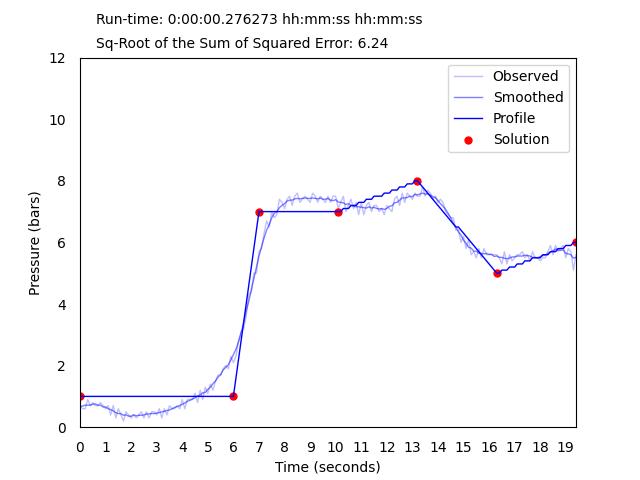 Run-time: 0:00:00.276273 hh:mm:ss hh:mm:ss
Sq-Root of the Sum of Squared Error: 6.24
12
10
8
6
4
2
0
Pressure (bars)
Observed
Smoothed
Profile
Solution
0 1 2 3 4 5 6 7 8 9 10 11 12 13 14 15 16 17 18 19
Time (seconds)